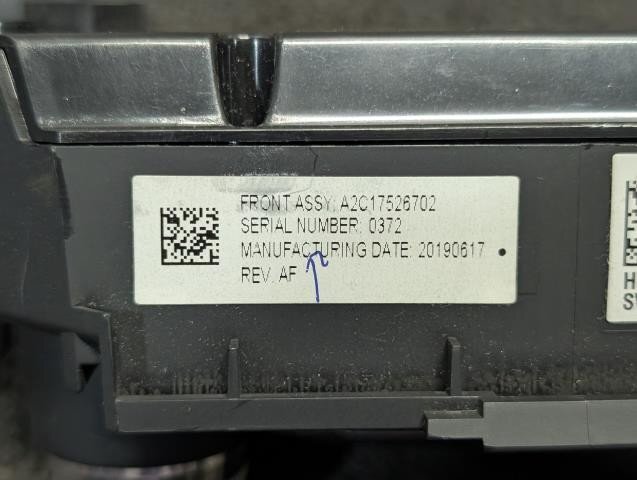 FRONT ASSY: A2C17526702
SERIAL NUMBER: 0372
MANUFACTURING DATE: 20190617
REV. AF